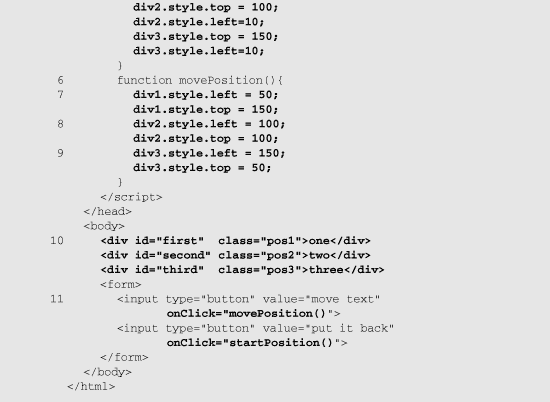 div2.style.top = 100;
div2.style.left=10;
div3.style.top = 150;
div3.style.left=10;
}
6 function movePosition(){
7 div1.style.left = 50;
div1.style.top = 150;
8 div2.style.left = 100;
div2.style.top = 100;
9 div3.style.left = 150;
div3.style.top = 50;
}
</script>
</head>
<body>
10 <div id="first" class="pos1">one</div>
<div id="second" class="pos2">two</div>
<div id="third" class="pos3">three</div>
<form>
11 <input type="button" value="move text"
onClick="movePosition()">
<input type="button" value="put it back"
onClick="startPosition()">
</form>
</body>
</html>